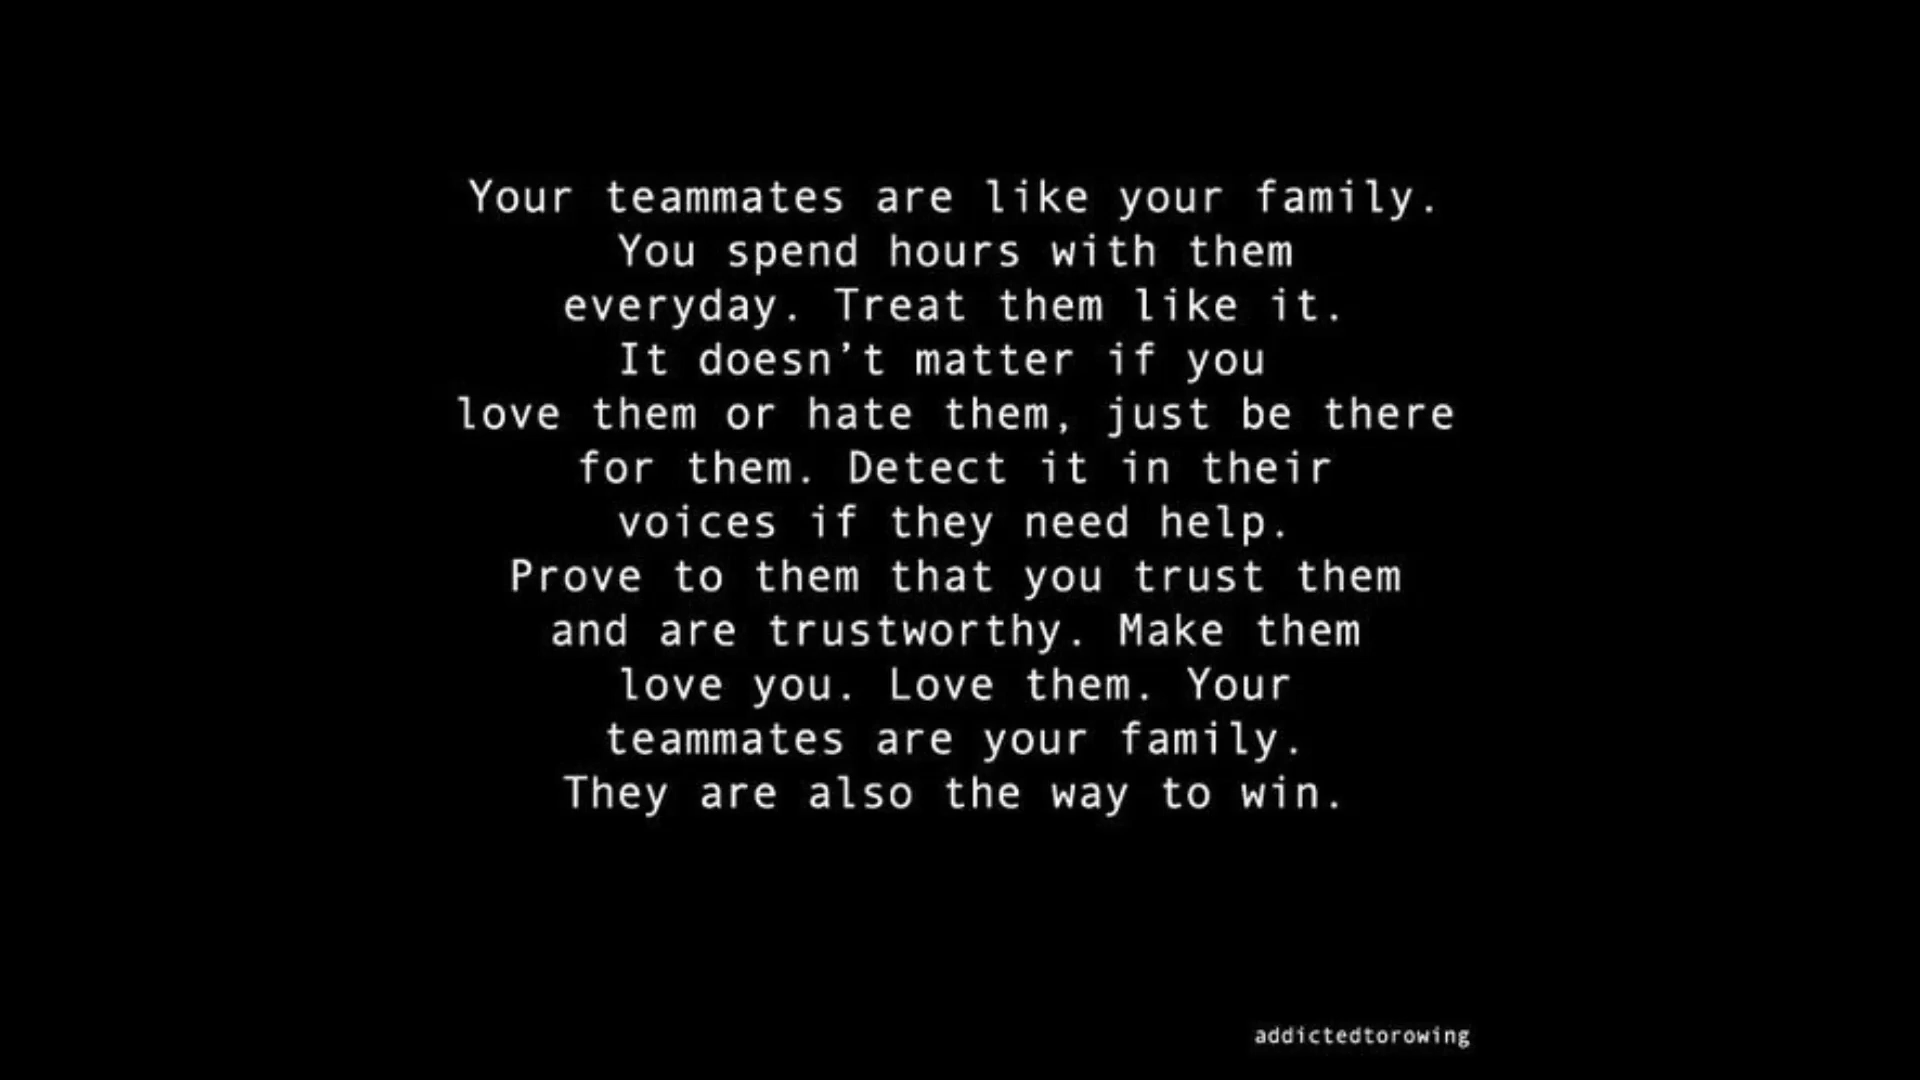 Your teammates are like your family.
You spend hours with them
everyday. Treat them like it.
It doesn’t matter if you
love them or hate them, just be there
for them. Detect it in their
voices if they need help.
Prove to them that you trust them
and are trustworthy. Make them
love you. Love them. Your
teammates are your family.
They are also the way to win.
addictedtorowing